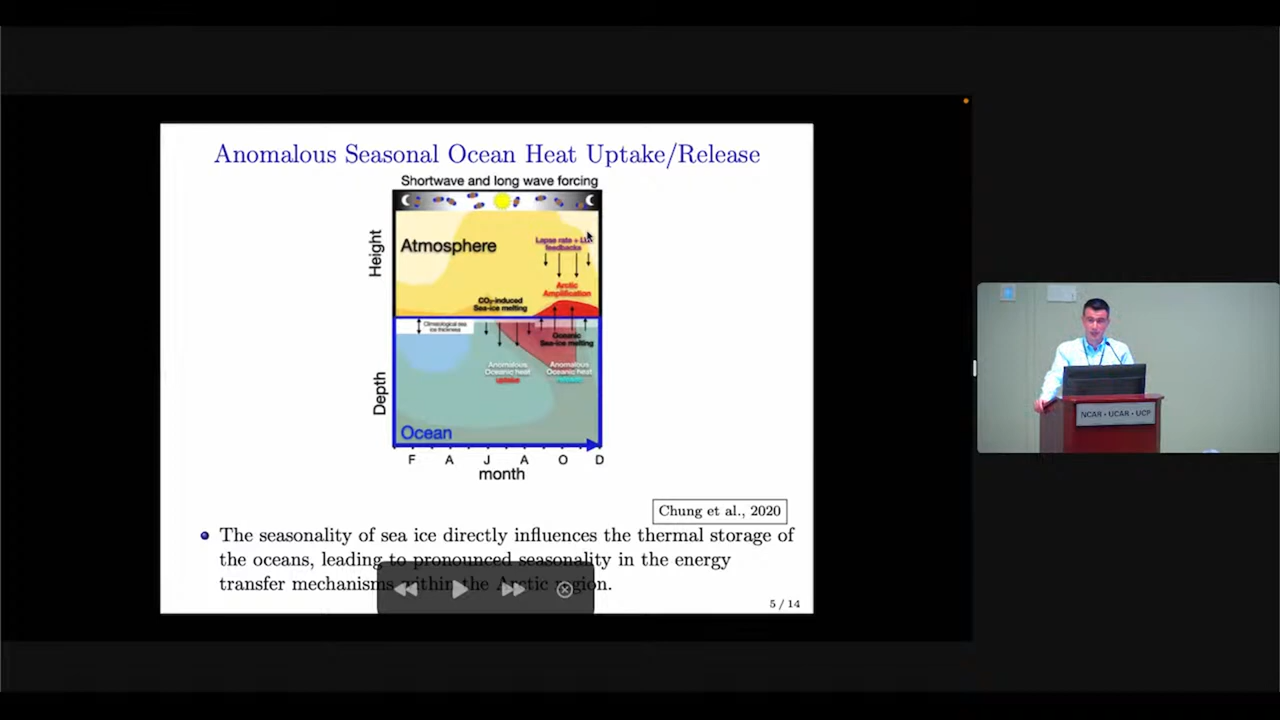 Anomalous Seasonal Ocean Heat Uptake/Release
Shortwave and long wave forcing
Height
Atmosphere
Lapse rate +
feedbacks
Arctic
Amplification
CO₂-induced
Sea-ice melting
Climatological sea
ice thickness
Oceanic
Sea-ice melting
Anomalous
Oceanic heat
uptake
Anomalous
Oceanic heat
Depth
Ocean
F A J A O D
month
Chung et al., 2020
The seasonality of sea ice directly influences the thermal storage of
the oceans, leading to pronounced seasonality in the energy
transfer mechanisms within the Arctic region.
5 / 14
NCAR • UCAR • UCP